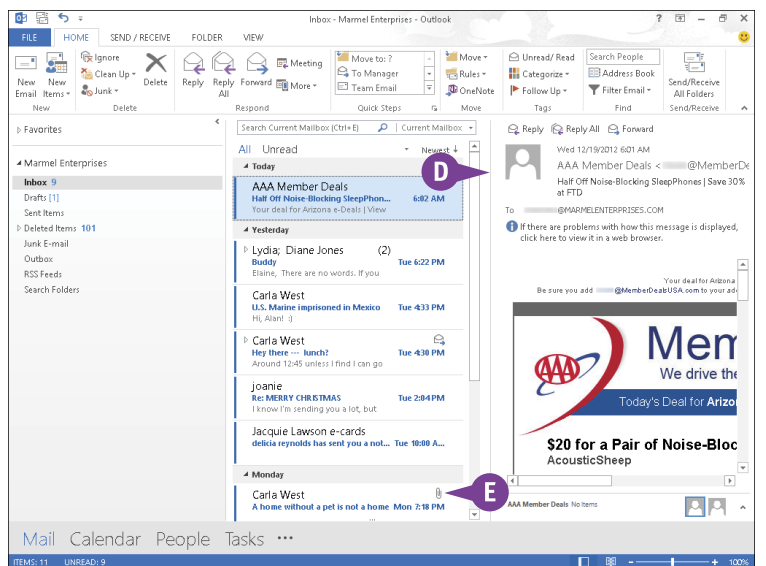 Inbox - Marmel Enterprises - Outlook
FILE HOME SEND / RECEIVE FOLDER VIEW
New Email
New Items
New
Ignore
Clean Up
Junk
Delete
Delete
Reply
Reply All
Forward
Meeting
More
Respond
Move to: ?
To Manager
Team Email
Quick Steps
Move
Rules
OneNote
Move
Unread/ Read
Categorize
Follow Up
Tags
Search People
Address Book
Filter Email
Find
Send/Receive All Folders
Send/Receive
Favorites
Marmel Enterprises
Inbox 9
Drafts [1]
Sent Items
Deleted Items 101
Junk E-mail
Outbox
RSS Feeds
Search Folders
Search Current Mailbox (Ctrl+E) Current Mailbox
All Unread Newest
Today
AAA Member Deals
Half Off Noise-Blocking SleepPhon... 6:02 AM
Your deal for Arizona e-Deals | View
Yesterday
Lydia; Diane Jones (2)
Buddy Tue 6:22 PM
Elaine, There are no words. If you
Carla West
U.S. Marine imprisoned in Mexico Tue 4:33 PM
Hi, Alan! :)
Carla West
Hey there --- lunch? Tue 4:30 PM
Around 12:45 unless I find I can go
joanie
Re: MERRY CHRISTMAS Tue 2:04 PM
I know I'm sending you a lot, but
Jacquie Lawson e-cards
delicia reynolds has sent you a not... Tue 10:00 A...
Monday
Carla West
A home without a pet is not a home Mon 7:18 PM
D
E
Reply Reply All Forward
Wed 12/19/2012 6:01 AM
AAA Member Deals < @MemberDe
Half Off Noise-Blocking SleepPhones | Save 30%
at FTD
To @MARMELENTERPRISES.COM
If there are problems with how this message is displayed,
click here to view it in a web browser.
Your deal for Arizona
Be sure you add @MemberDealsUSA.com to your add
AAA
Mem
We drive the
Today's Deal for Arizo
$20 for a Pair of Noise-Bloc
AcousticSheep
AAA Member Deals No Items
Mail Calendar People Tasks •••
ITEMS: 11 UNREAD: 9 100%